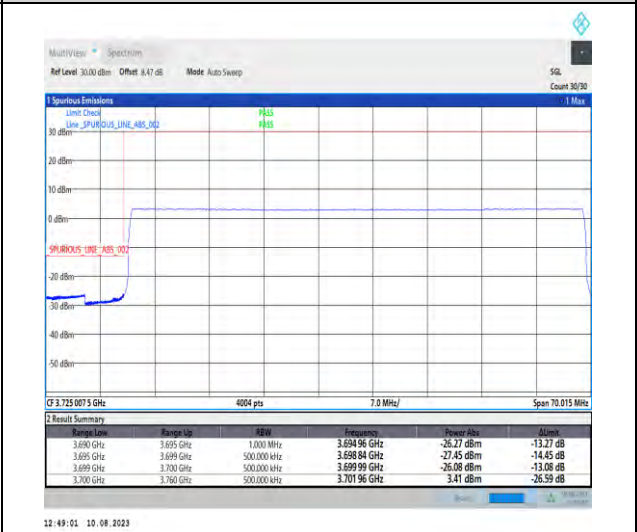 MultiView Spectrum
Ref Level 30.00 dBm Offset 8.47 dB Mode Auto Sweep SGL
Count 30/30
1 Spurious Emissions 1 Max
Limit Check PASS
Line _SPURIOUS_LINE_ABS_002 PASS
30 dBm
20 dBm
10 dBm
0 dBm
SPURIOUS_LINE_ABS_002
-20 dBm
-30 dBm
-40 dBm
-50 dBm
CF 3.725 007 5 GHz 4004 pts 7.0 MHz/ Span 70.015 MHz
2 Result Summary
Range Low Range Up RBW Frequency Power Abs ΔLimit
3.690 GHz 3.695 GHz 1.000 MHz 3.694 96 GHz -26.27 dBm -13.27 dB
3.695 GHz 3.699 GHz 500.000 kHz 3.698 84 GHz -27.45 dBm -14.45 dB
3.699 GHz 3.700 GHz 500.000 kHz 3.699 99 GHz -26.08 dBm -13.08 dB
3.700 GHz 3.760 GHz 500.000 kHz 3.701 96 GHz 3.41 dBm -26.59 dB
12:49:01 10.08.2023